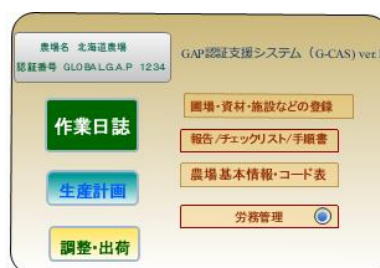 農場名 北海道農場
認証番号 GLOBALG.A.P 1234
GAP認証支援システム（G-CAS) ver.
作業日誌
圃場・資材・施設などの登録
報告/チェックリスト/手順書
生産計画
農場基本情報・コード表
労務管理
調整・出荷